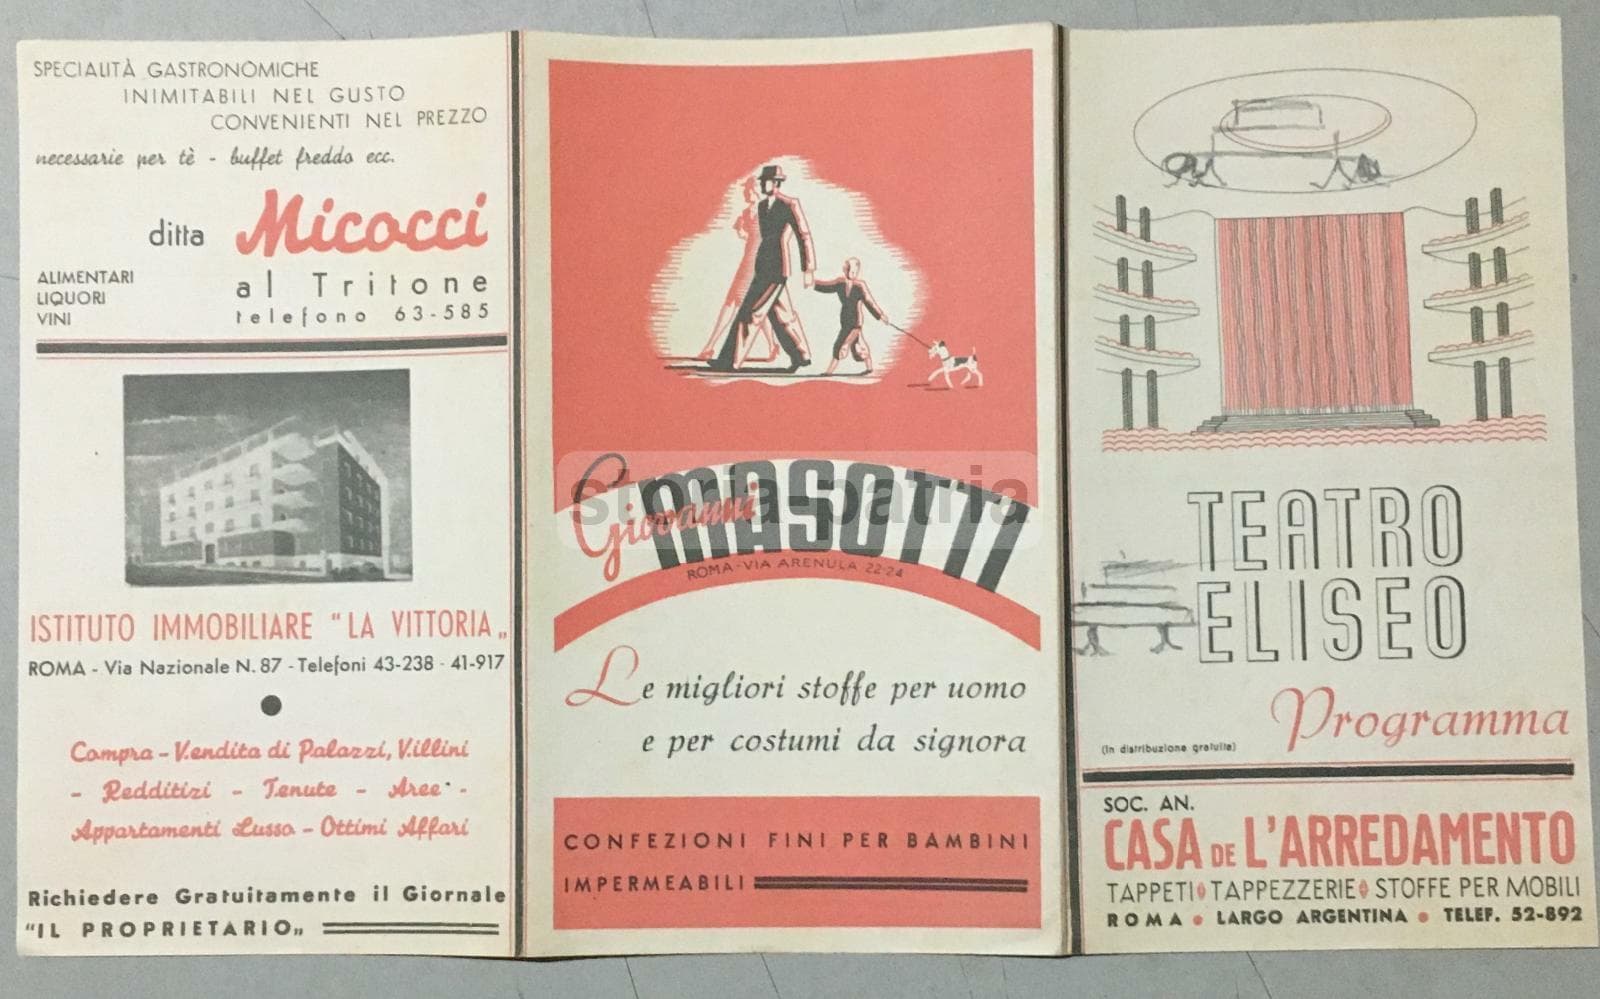 SPECIALITÀ GASTRONOMICHE
INIMITABILI NEL GUSTO
CONVENIENTI NEL PREZZO
necessarie per tè - buffet freddo ecc.
ditta Micocci
ALIMENTARI
LIQUORI
VINI
al Tritone
telefono 63-585
ISTITUTO IMMOBILIARE "LA VITTORIA„
ROMA - Via Nazionale N. 87 - Telefoni 43-238 - 41-917
Compra - Vendita di Palazzi, Villini
- Redditizi - Tenute - Aree -
Appartamenti Lusso - Ottimi Affari
Richiedere Gratuitamente il Giornale
"IL PROPRIETARIO„
Giovanni MASOTTI
storia-patria
ROMA - VIA ARENULA 22-24
Le migliori stoffe per uomo
e per costumi da signora
CONFEZIONI FINI PER BAMBINI
IMPERMEABILI
TEATRO
ELISEO
Programma
(In distribuzione gratuita)
SOC. AN.
CASA DE L'ARREDAMENTO
TAPPETI TAPPEZZERIE STOFFE PER MOBILI
ROMA • LARGO ARGENTINA • TELEF. 52-892